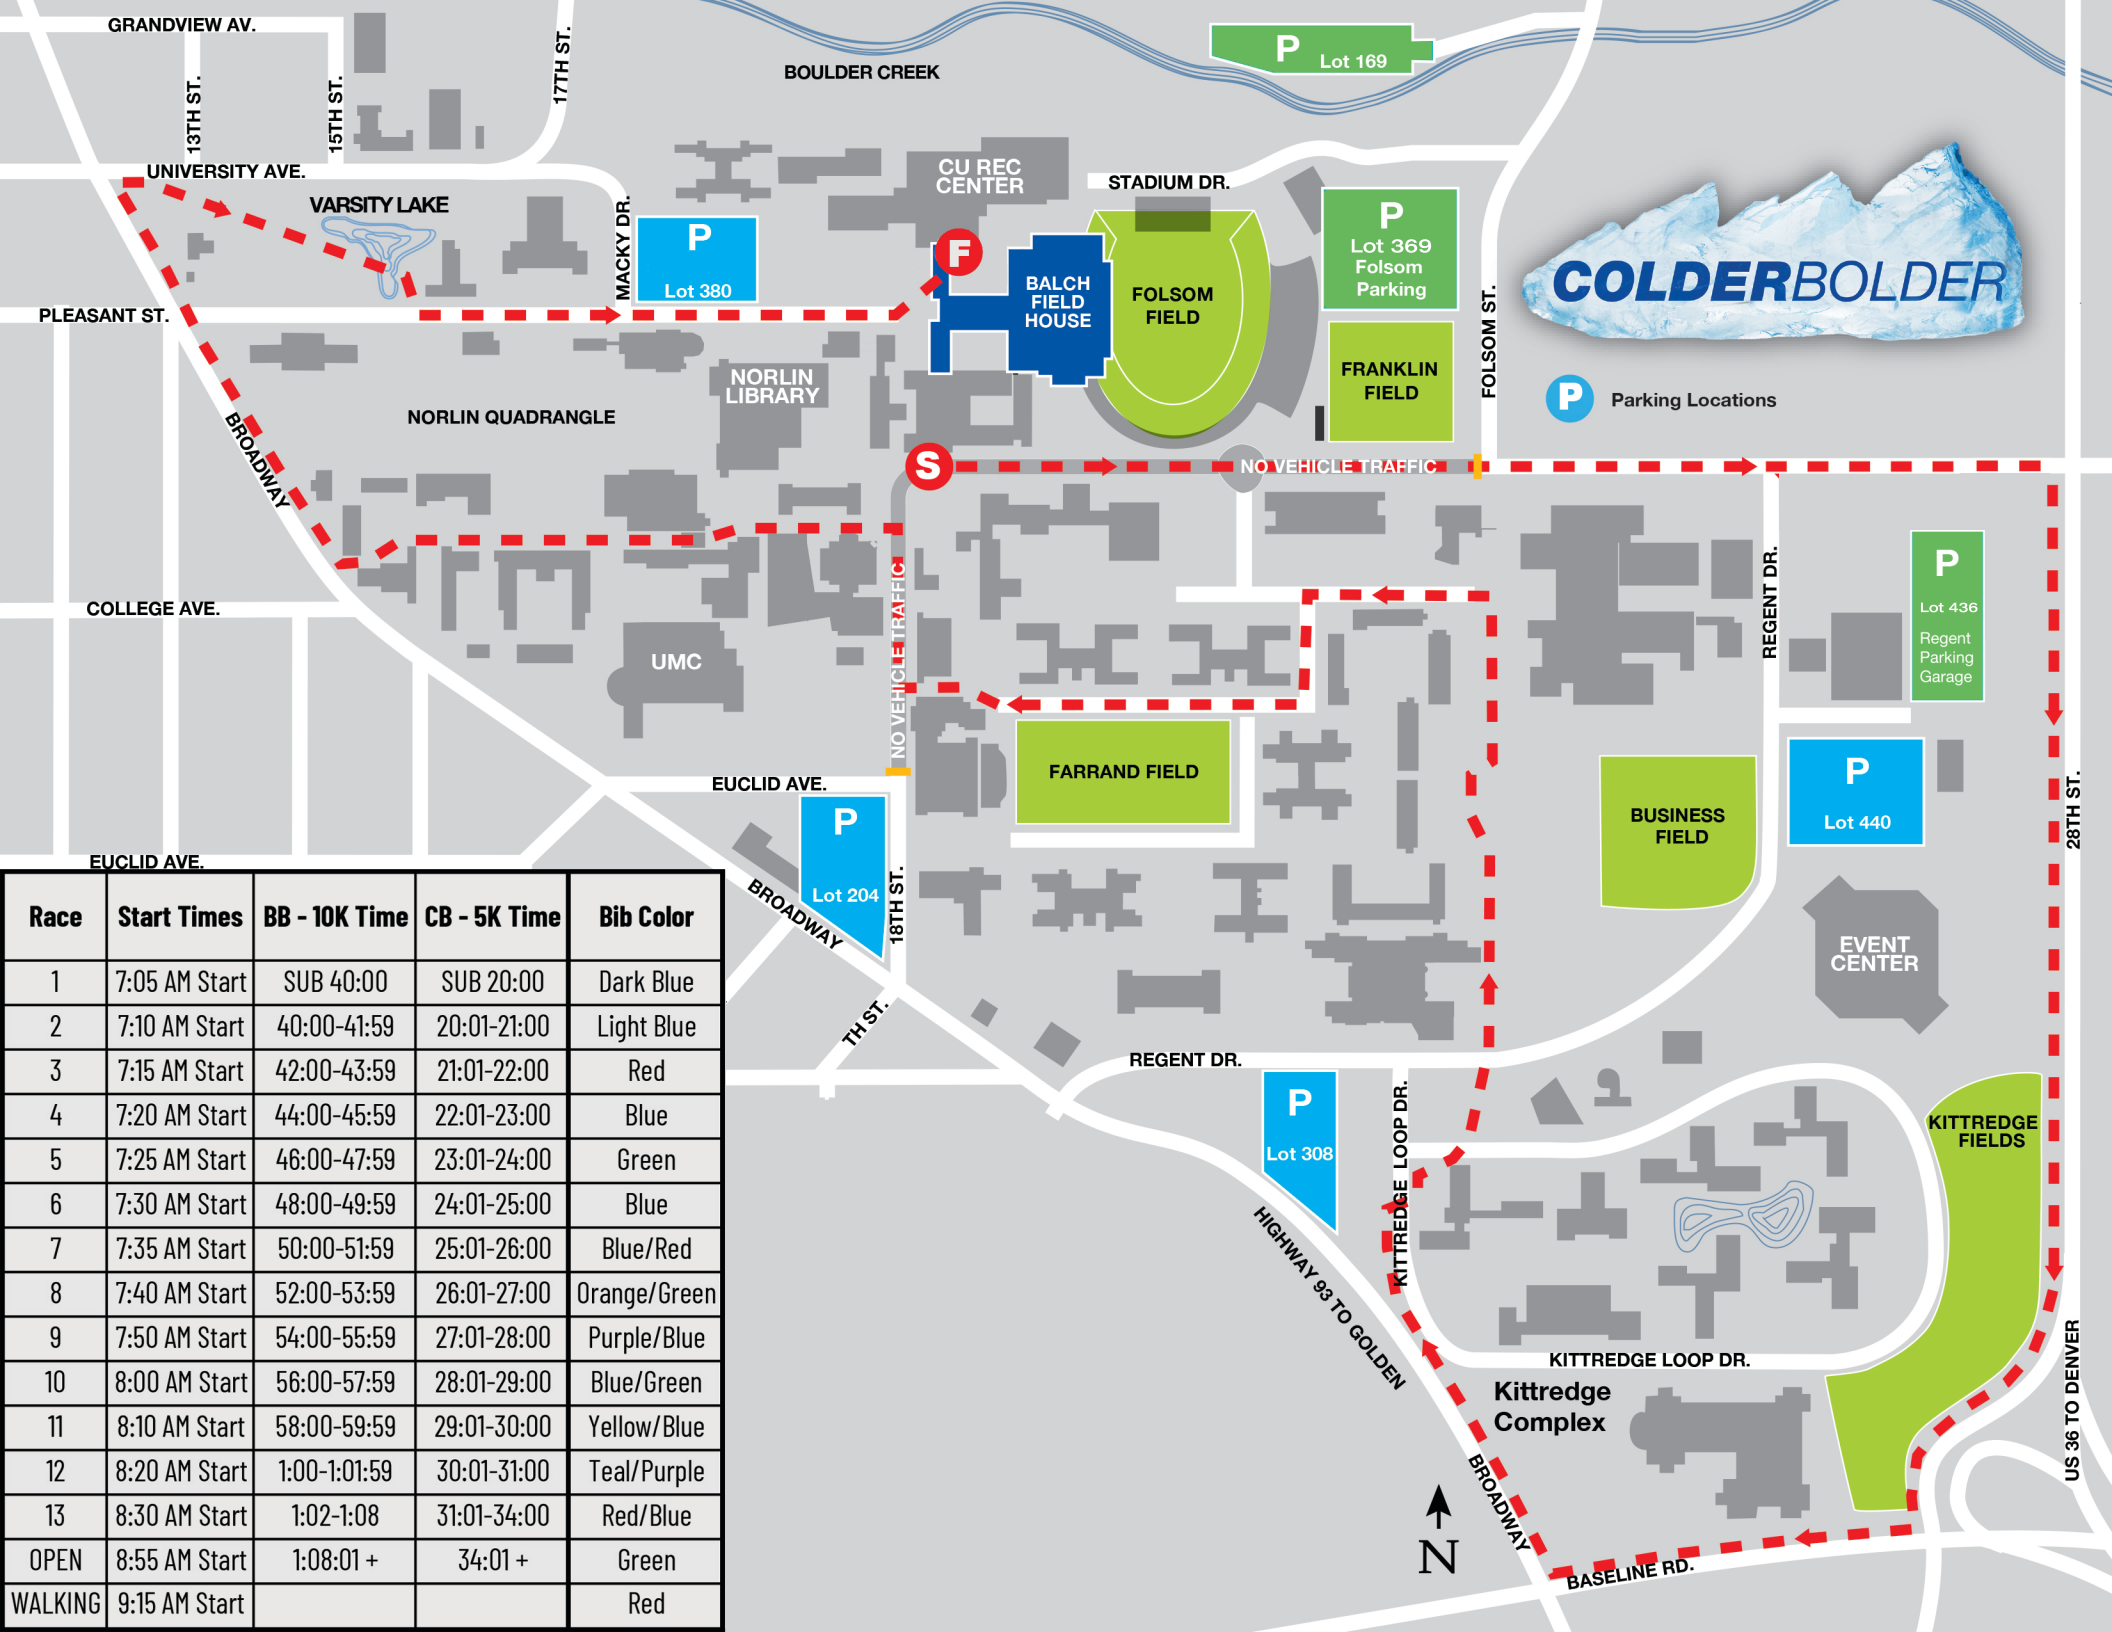 GRANDVIEW AV.
13TH ST.
15TH ST.
17TH ST.
BOULDER CREEK
P Lot 169
UNIVERSITY AVE.
VARSITY LAKE
MACKY DR.
P
Lot 380
CU REC
CENTER
STADIUM DR.
P
Lot 369
Folsom
Parking
F
BALCH
FIELD
HOUSE
FOLSOM
FIELD
FRANKLIN
FIELD
FOLSOM ST.
COLDERBOLDER
P Parking Locations
PLEASANT ST.
NORLIN
LIBRARY
NORLIN QUADRANGLE
BROADWAY
S
NO VEHICLE TRAFFIC
NO VEHICLE TRAFFIC
COLLEGE AVE.
UMC
REGENT DR.
P
Lot 436
Regent
Parking
Garage
EUCLID AVE.
FARRAND FIELD
BUSINESS
FIELD
P
Lot 440
28TH ST.
P
Lot 204
18TH ST.
BROADWAY
EUCLID AVE.
EVENT
CENTER
TH ST.
REGENT DR.
P
Lot 308
KITTREDGE LOOP DR.
KITTREDGE
FIELDS
HIGHWAY 93 TO GOLDEN
KITTREDGE LOOP DR.
Kittredge
Complex
US 36 TO DENVER
BROADWAY
N
BASELINE RD.
Race Start Times BB - 10K Time CB - 5K Time Bib Color
1 7:05 AM Start SUB 40:00 SUB 20:00 Dark Blue
2 7:10 AM Start 40:00-41:59 20:01-21:00 Light Blue
3 7:15 AM Start 42:00-43:59 21:01-22:00 Red
4 7:20 AM Start 44:00-45:59 22:01-23:00 Blue
5 7:25 AM Start 46:00-47:59 23:01-24:00 Green
6 7:30 AM Start 48:00-49:59 24:01-25:00 Blue
7 7:35 AM Start 50:00-51:59 25:01-26:00 Blue/Red
8 7:40 AM Start 52:00-53:59 26:01-27:00 Orange/Green
9 7:50 AM Start 54:00-55:59 27:01-28:00 Purple/Blue
10 8:00 AM Start 56:00-57:59 28:01-29:00 Blue/Green
11 8:10 AM Start 58:00-59:59 29:01-30:00 Yellow/Blue
12 8:20 AM Start 1:00-1:01:59 30:01-31:00 Teal/Purple
13 8:30 AM Start 1:02-1:08 31:01-34:00 Red/Blue
OPEN 8:55 AM Start 1:08:01 + 34:01 + Green
WALKING 9:15 AM Start Red